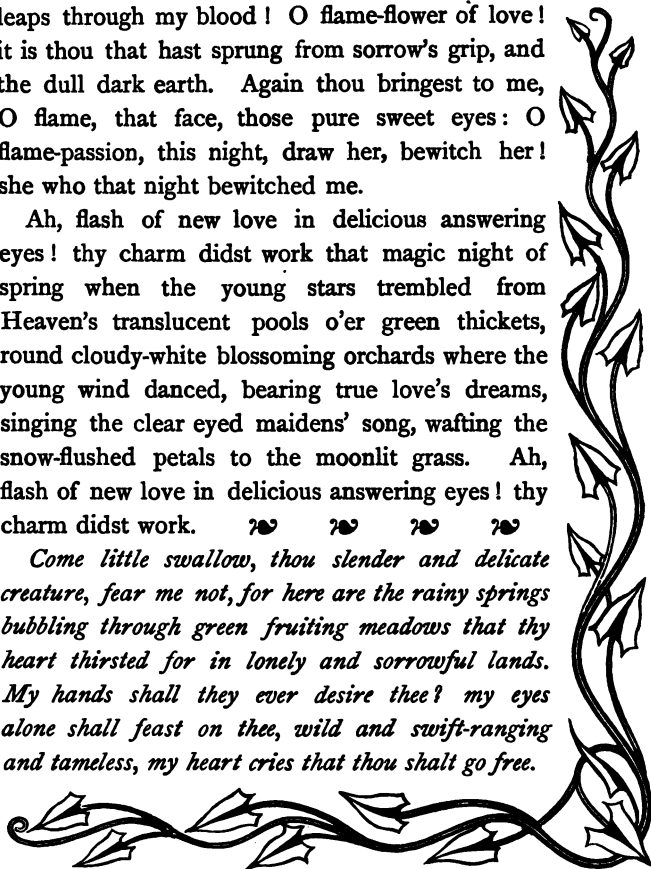 leaps through my blood! O flame-flower of love!
it is thou that hast sprung from sorrow's grip, and
the dull dark earth. Again thou bringest to me,
O flame, that face, those pure sweet eyes: O
flame-passion, this night, draw her, bewitch her!
she who that night bewitched me.
Ah, flash of new love in delicious answering
eyes! thy charm didst work that magic night of
spring when the young stars trembled from
Heaven's translucent pools o'er green thickets,
round cloudy-white blossoming orchards where the
young wind danced, bearing true love's dreams,
singing the clear eyed maidens' song, wafting the
snow-flushed petals to the moonlit grass. Ah,
flash of new love in delicious answering eyes! thy
charm didst work.
Come little swallow, thou slender and delicate
creature, fear me not, for here are the rainy springs
bubbling through green fruiting meadows that thy
heart thirsted for in lonely and sorrowful lands.
My hands shall they ever desire thee? my eyes
alone shall feast on thee, wild and swift-ranging
and tameless, my heart cries that thou shalt go free.